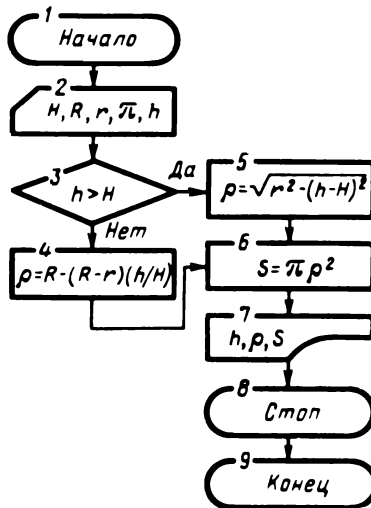 1
Начало
2
H, R, r, π, h
3
h > H
Да
Нет
4
ρ=R-(R-r)(h/H)
5
ρ=√r²-(h-H)²
6
S=πρ²
7
h, ρ, S
8
Стоп
9
Конец